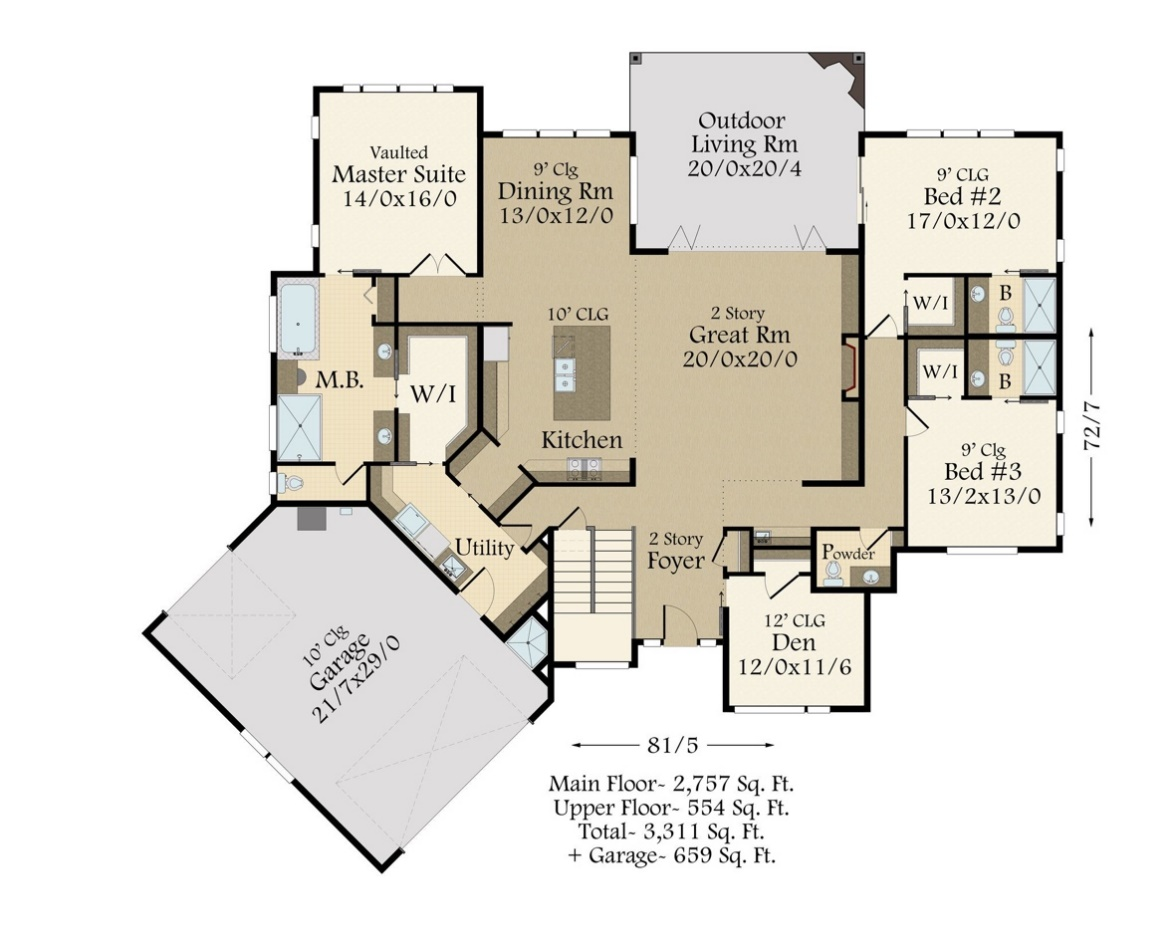 Vaulted
Master Suite
14/0x16/0
9' Clg
Dining Rm
13/0x12/0
Outdoor
Living Rm
20/0x20/4
9' CLG
Bed #2
17/0x12/0
W/I
B
M.B.
W/I
10' CLG
Kitchen
2 Story
Great Rm
20/0x20/0
W/I
B
9' Clg
Bed #3
13/2x13/0
72/7
Utility
2 Story
Foyer
Powder
12' CLG
Den
12/0x11/6
10' Clg
Garage
21/7x29/0
81/5
Main Floor- 2,757 Sq. Ft.
Upper Floor- 554 Sq. Ft.
Total- 3,311 Sq. Ft.
+ Garage- 659 Sq. Ft.